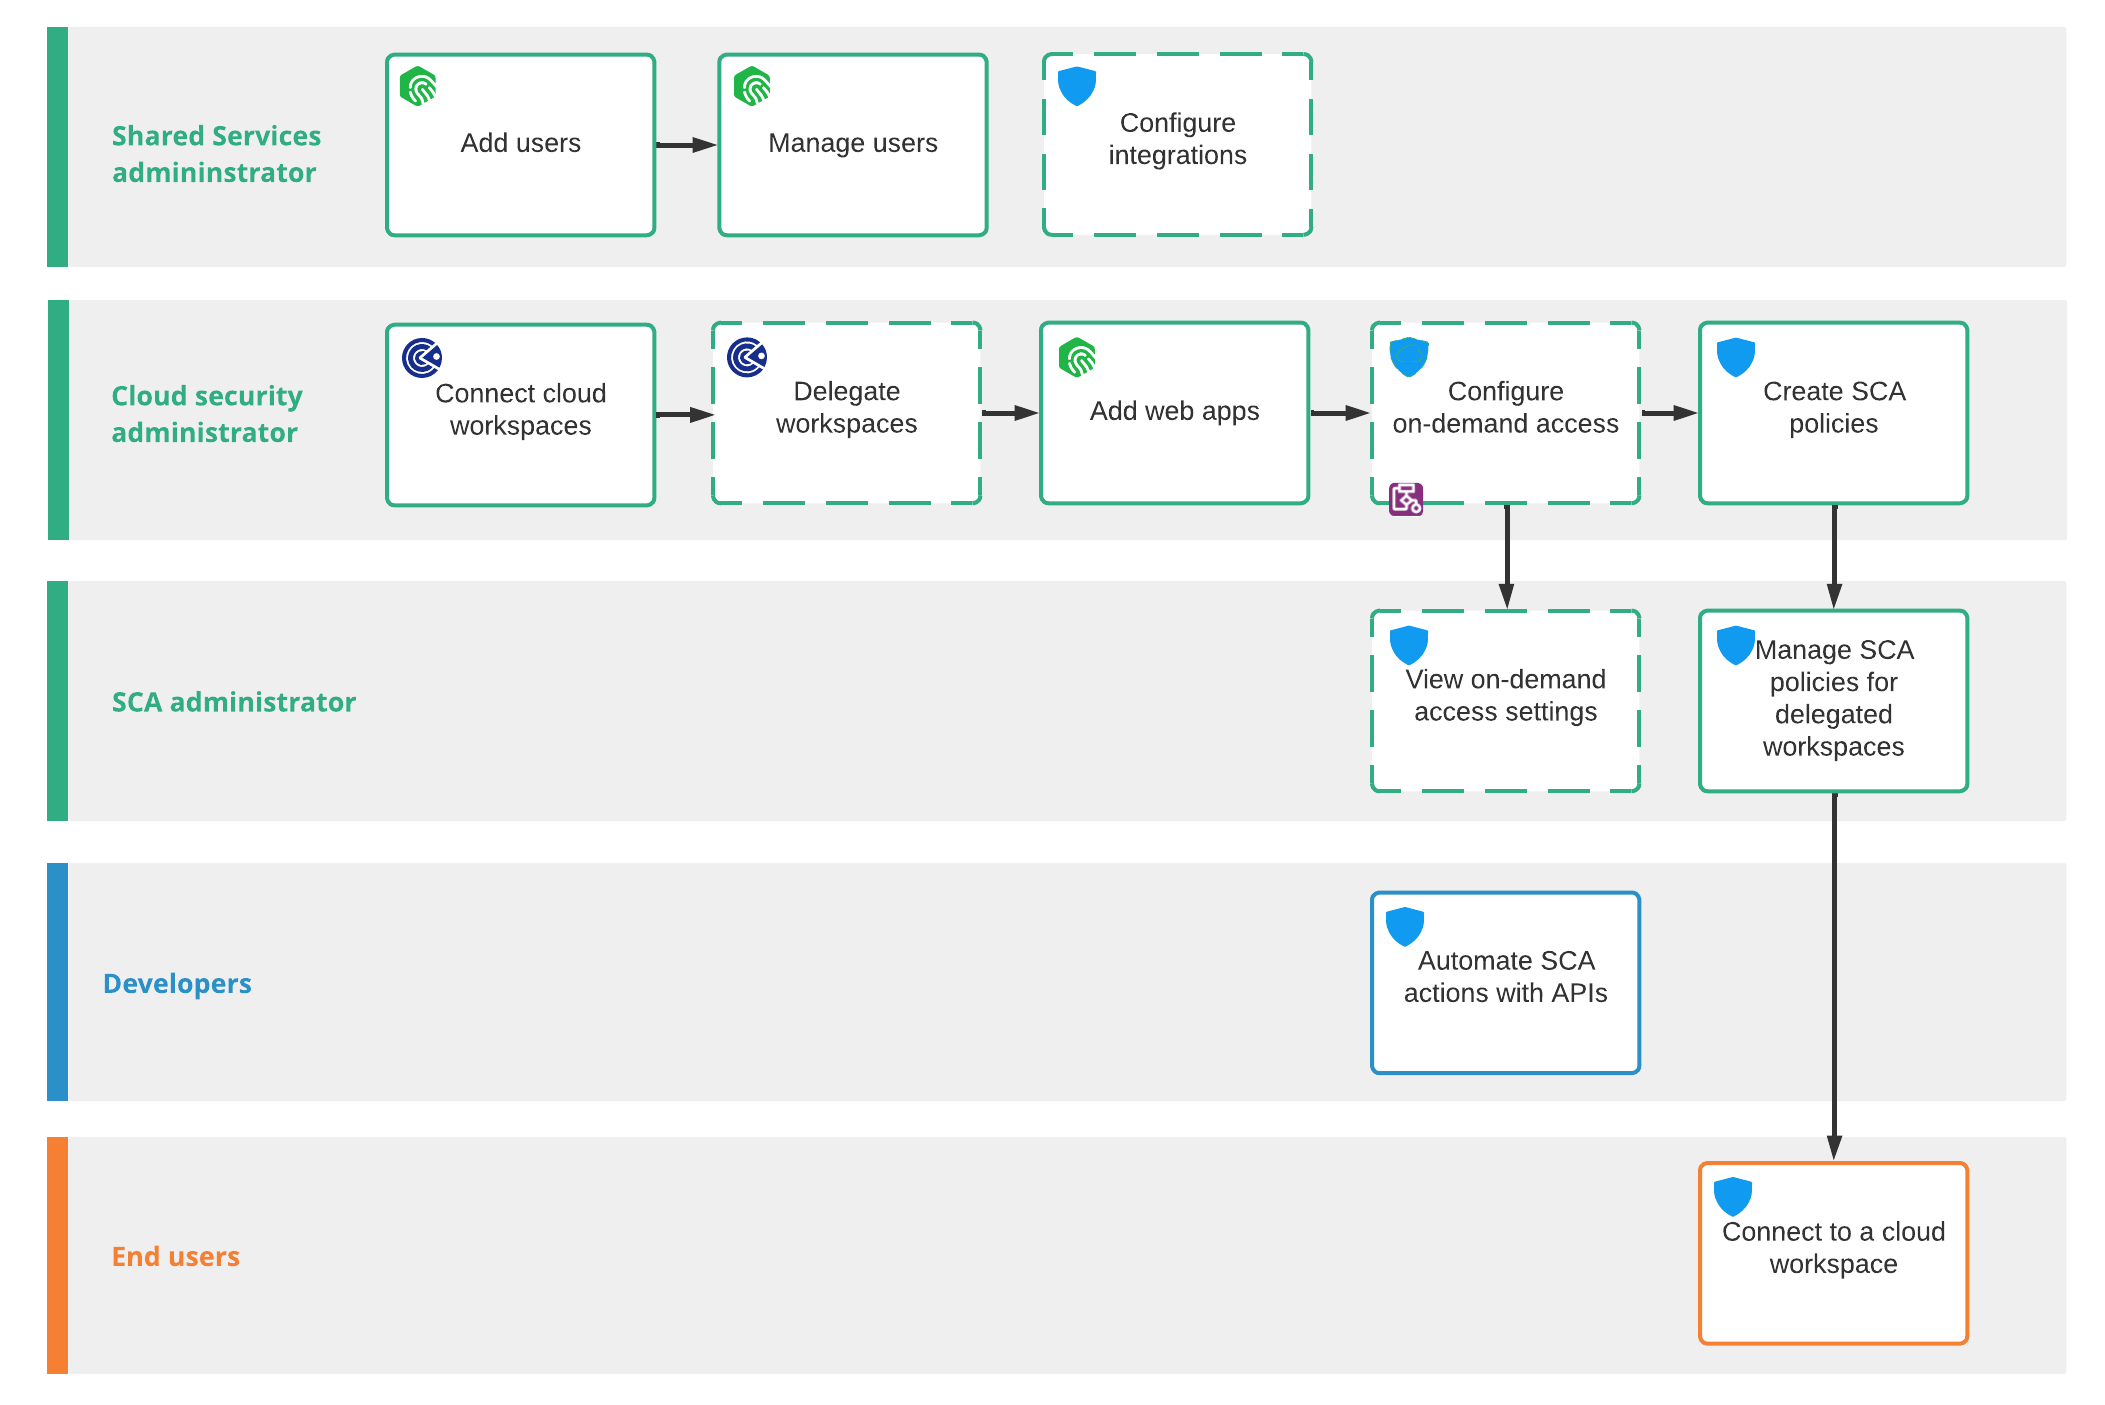 Shared Services
admininstrator
Add users
Manage users
Configure
integrations
Cloud security
administrator
Connect cloud
workspaces
Delegate
workspaces
Add web apps
Configure
on-demand access
Create SCA
policies
SCA administrator
View on-demand
access settings
Manage SCA
policies for
delegated
workspaces
Developers
Automate SCA
actions with APIs
End users
Connect to a cloud
workspace